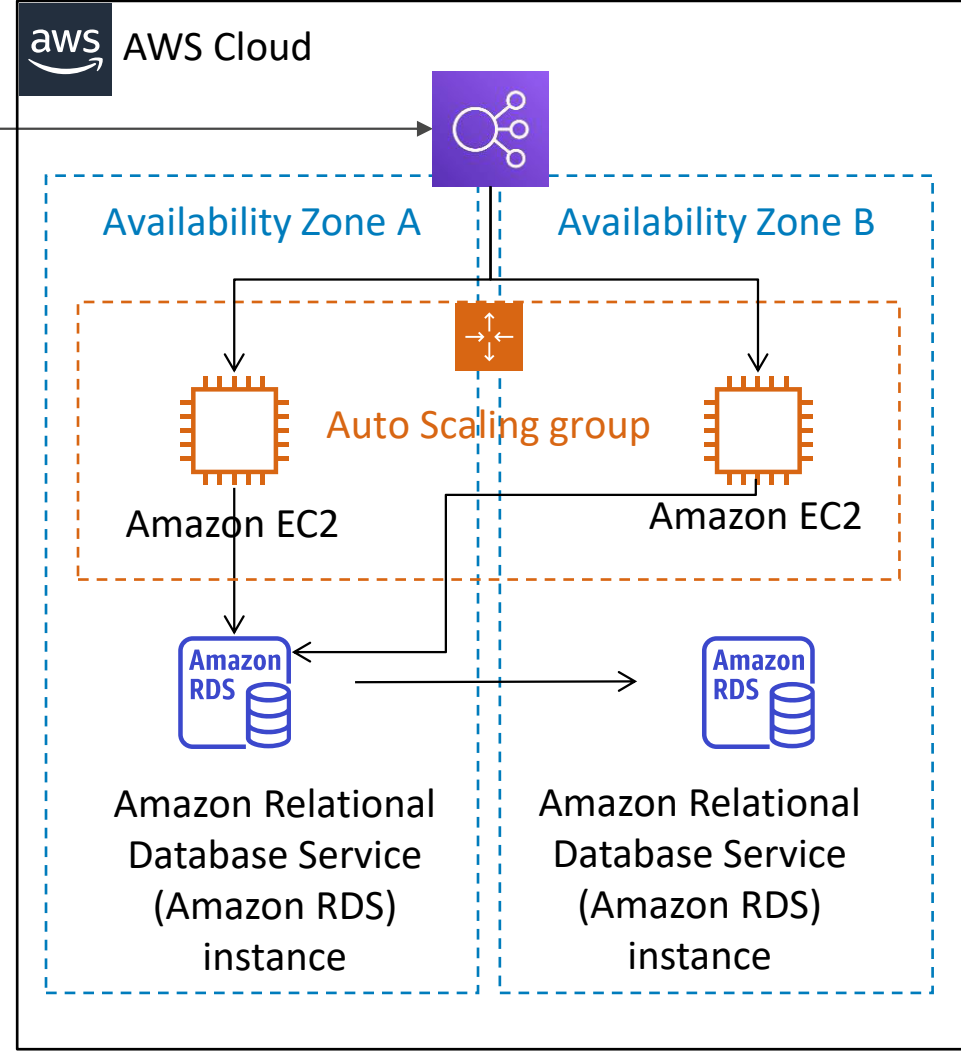 aws
AWS Cloud
Availability Zone A
Availability Zone B
Auto Scaling group
Amazon EC2
Amazon EC2
Amazon
RDS
Amazon
RDS
Amazon Relational
Database Service
(Amazon RDS)
instance
Amazon Relational
Database Service
(Amazon RDS)
instance